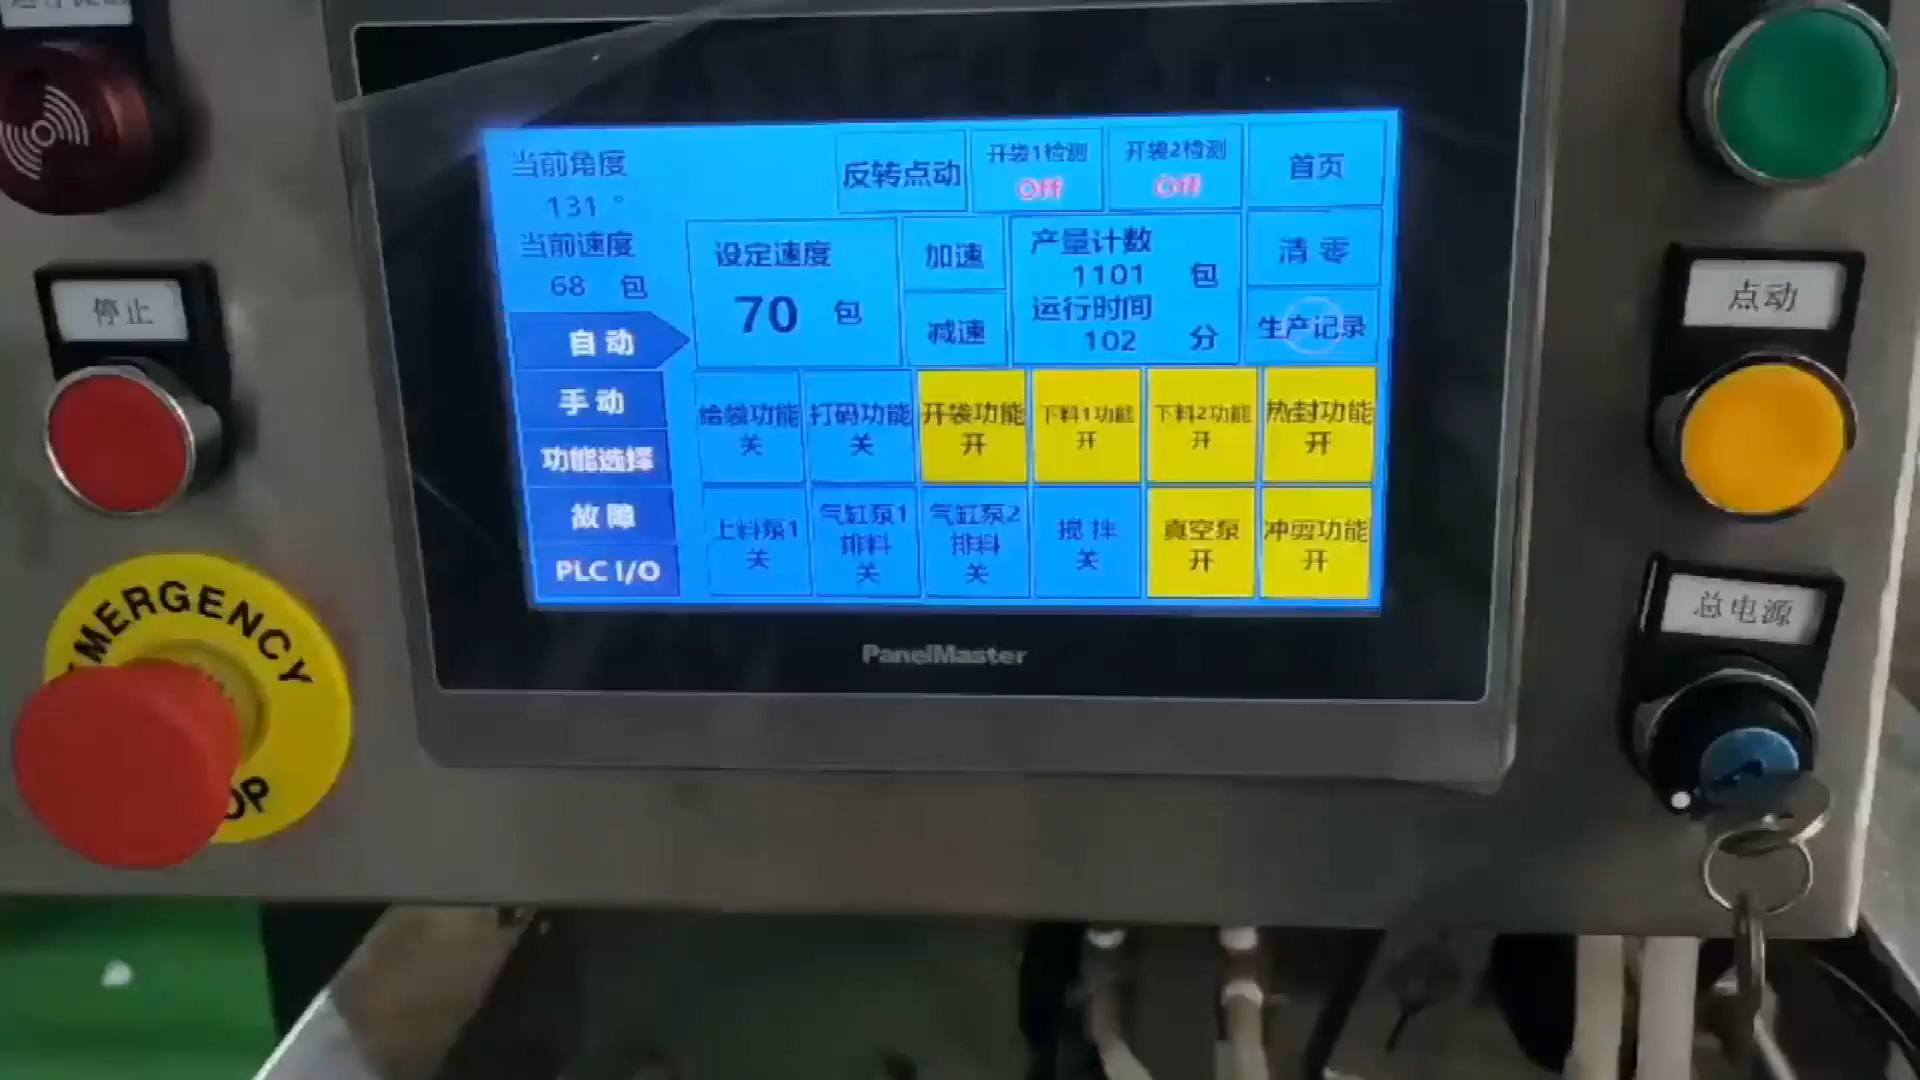 当前角度
131 °
当前速度
68 包
反转点动
开袋1检测
Off
开袋2检测
Off
首页
设定速度
70 包
加速
减速
产量计数
1101 包
运行时间
102 分
清零
生产记录
自动
手动
功能选择
故障
PLC I/O
给袋功能
关
打码功能
关
开袋功能
开
下料1功能
开
下料2功能
开
热封功能
开
上料泵1
关
气缸泵1
排料
关
气缸泵2
排料
关
搅拌
关
真空泵
开
冲剪功能
开
PanelMaster
停止
EMERGENCY
点动
总电源